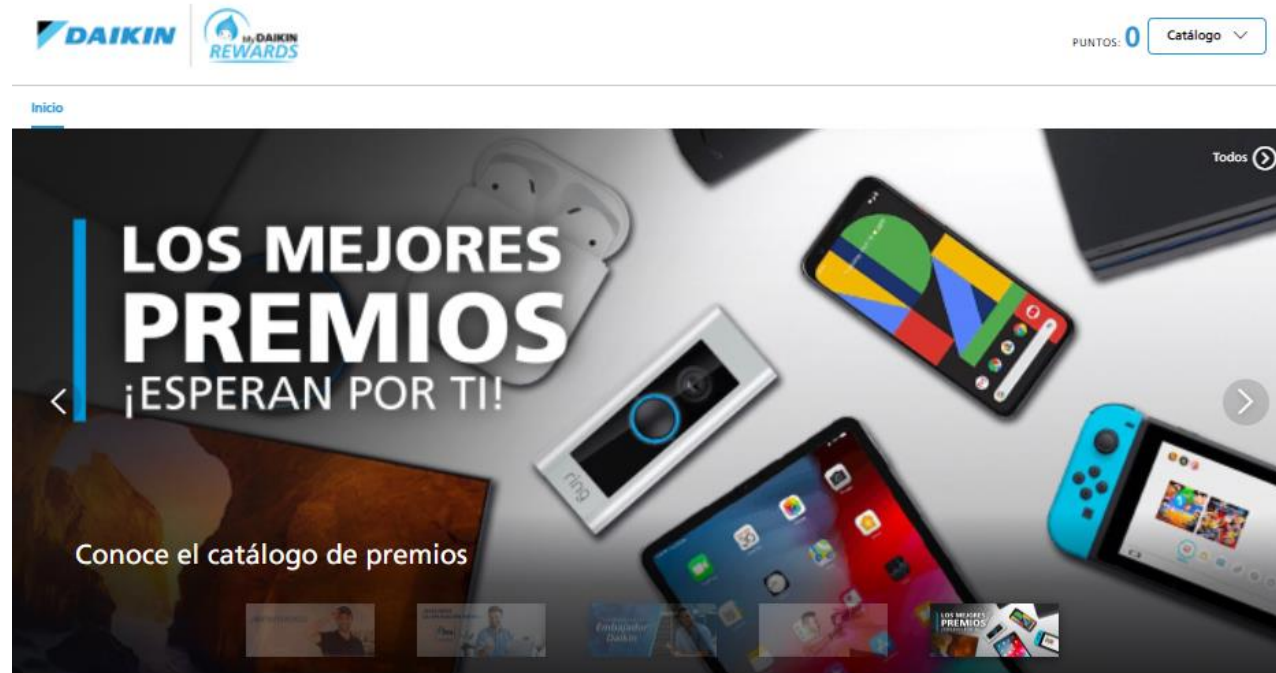 DAIKIN
My DAIKIN
REWARDS
PUNTOS: 0
Catálogo
Inicio
Todos
LOS MEJORES
PREMIOS
¡ESPERAN POR TI!
ring
Conoce el catálogo de premios
Embajador
Daikin
LOS MEJORES
PREMIOS